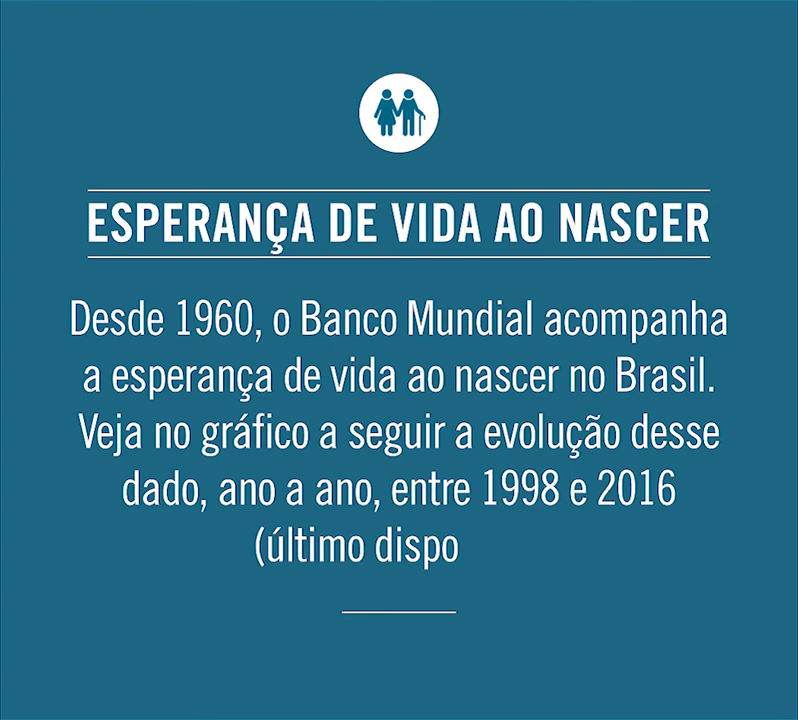 ESPERANÇA DE VIDA AO NASCER
Desde 1960, o Banco Mundial acompanha
a esperança de vida ao nascer no Brasil.
Veja no gráfico a seguir a evolução desse
dado, ano a ano, entre 1998 e 2016
(último dispo